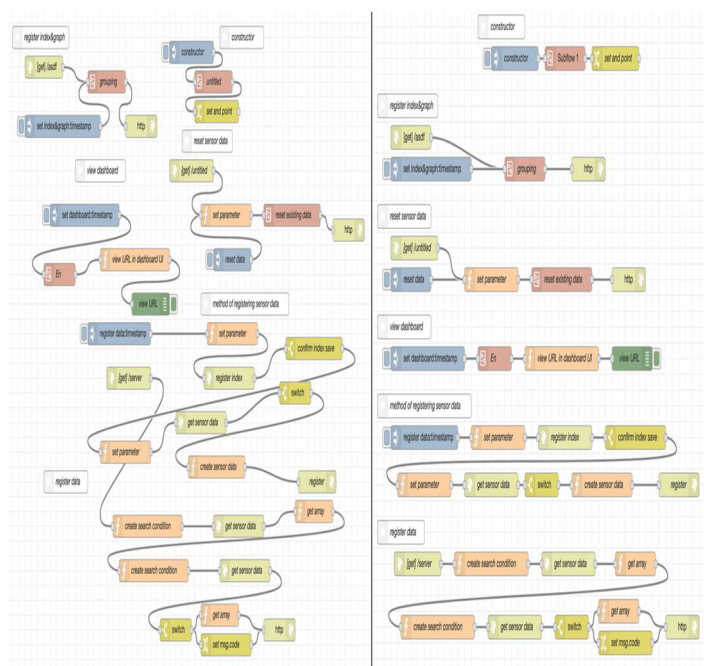 register index&graph
[get] /asdf
grouping
set index&graph:timestamp
http
constructor
constructor
untitled
set and point
reset sensor data
[get] /untitled
set parameter
reset existing data
http
reset data
view dashboard
set dashboard:timestamp
En
view URL in dashboard UI
view URL
method of registering sensor data
register data:timestamp
set parameter
register index
confirm index save
[get] /server
switch
get sensor data
set parameter
create sensor data
register
register data
create search condition
get sensor data
get array
create search condition
get sensor data
switch
get array
set msg.code
http
constructor
constructor
Subflow 1
set and point
register index&graph
[get] /asdf
set index&graph:timestamp
grouping
http
reset sensor data
[get] /untitled
reset data
set parameter
reset existing data
http
view dashboard
set dashboard:timestamp
En
view URL in dashboard UI
view URL
method of registering sensor data
register data:timestamp
set parameter
register index
confirm index save
set parameter
get sensor data
switch
create sensor data
register
register data
[get] /server
create search condition
get sensor data
get array
create search condition
get sensor data
switch
get array
set msg.code
http